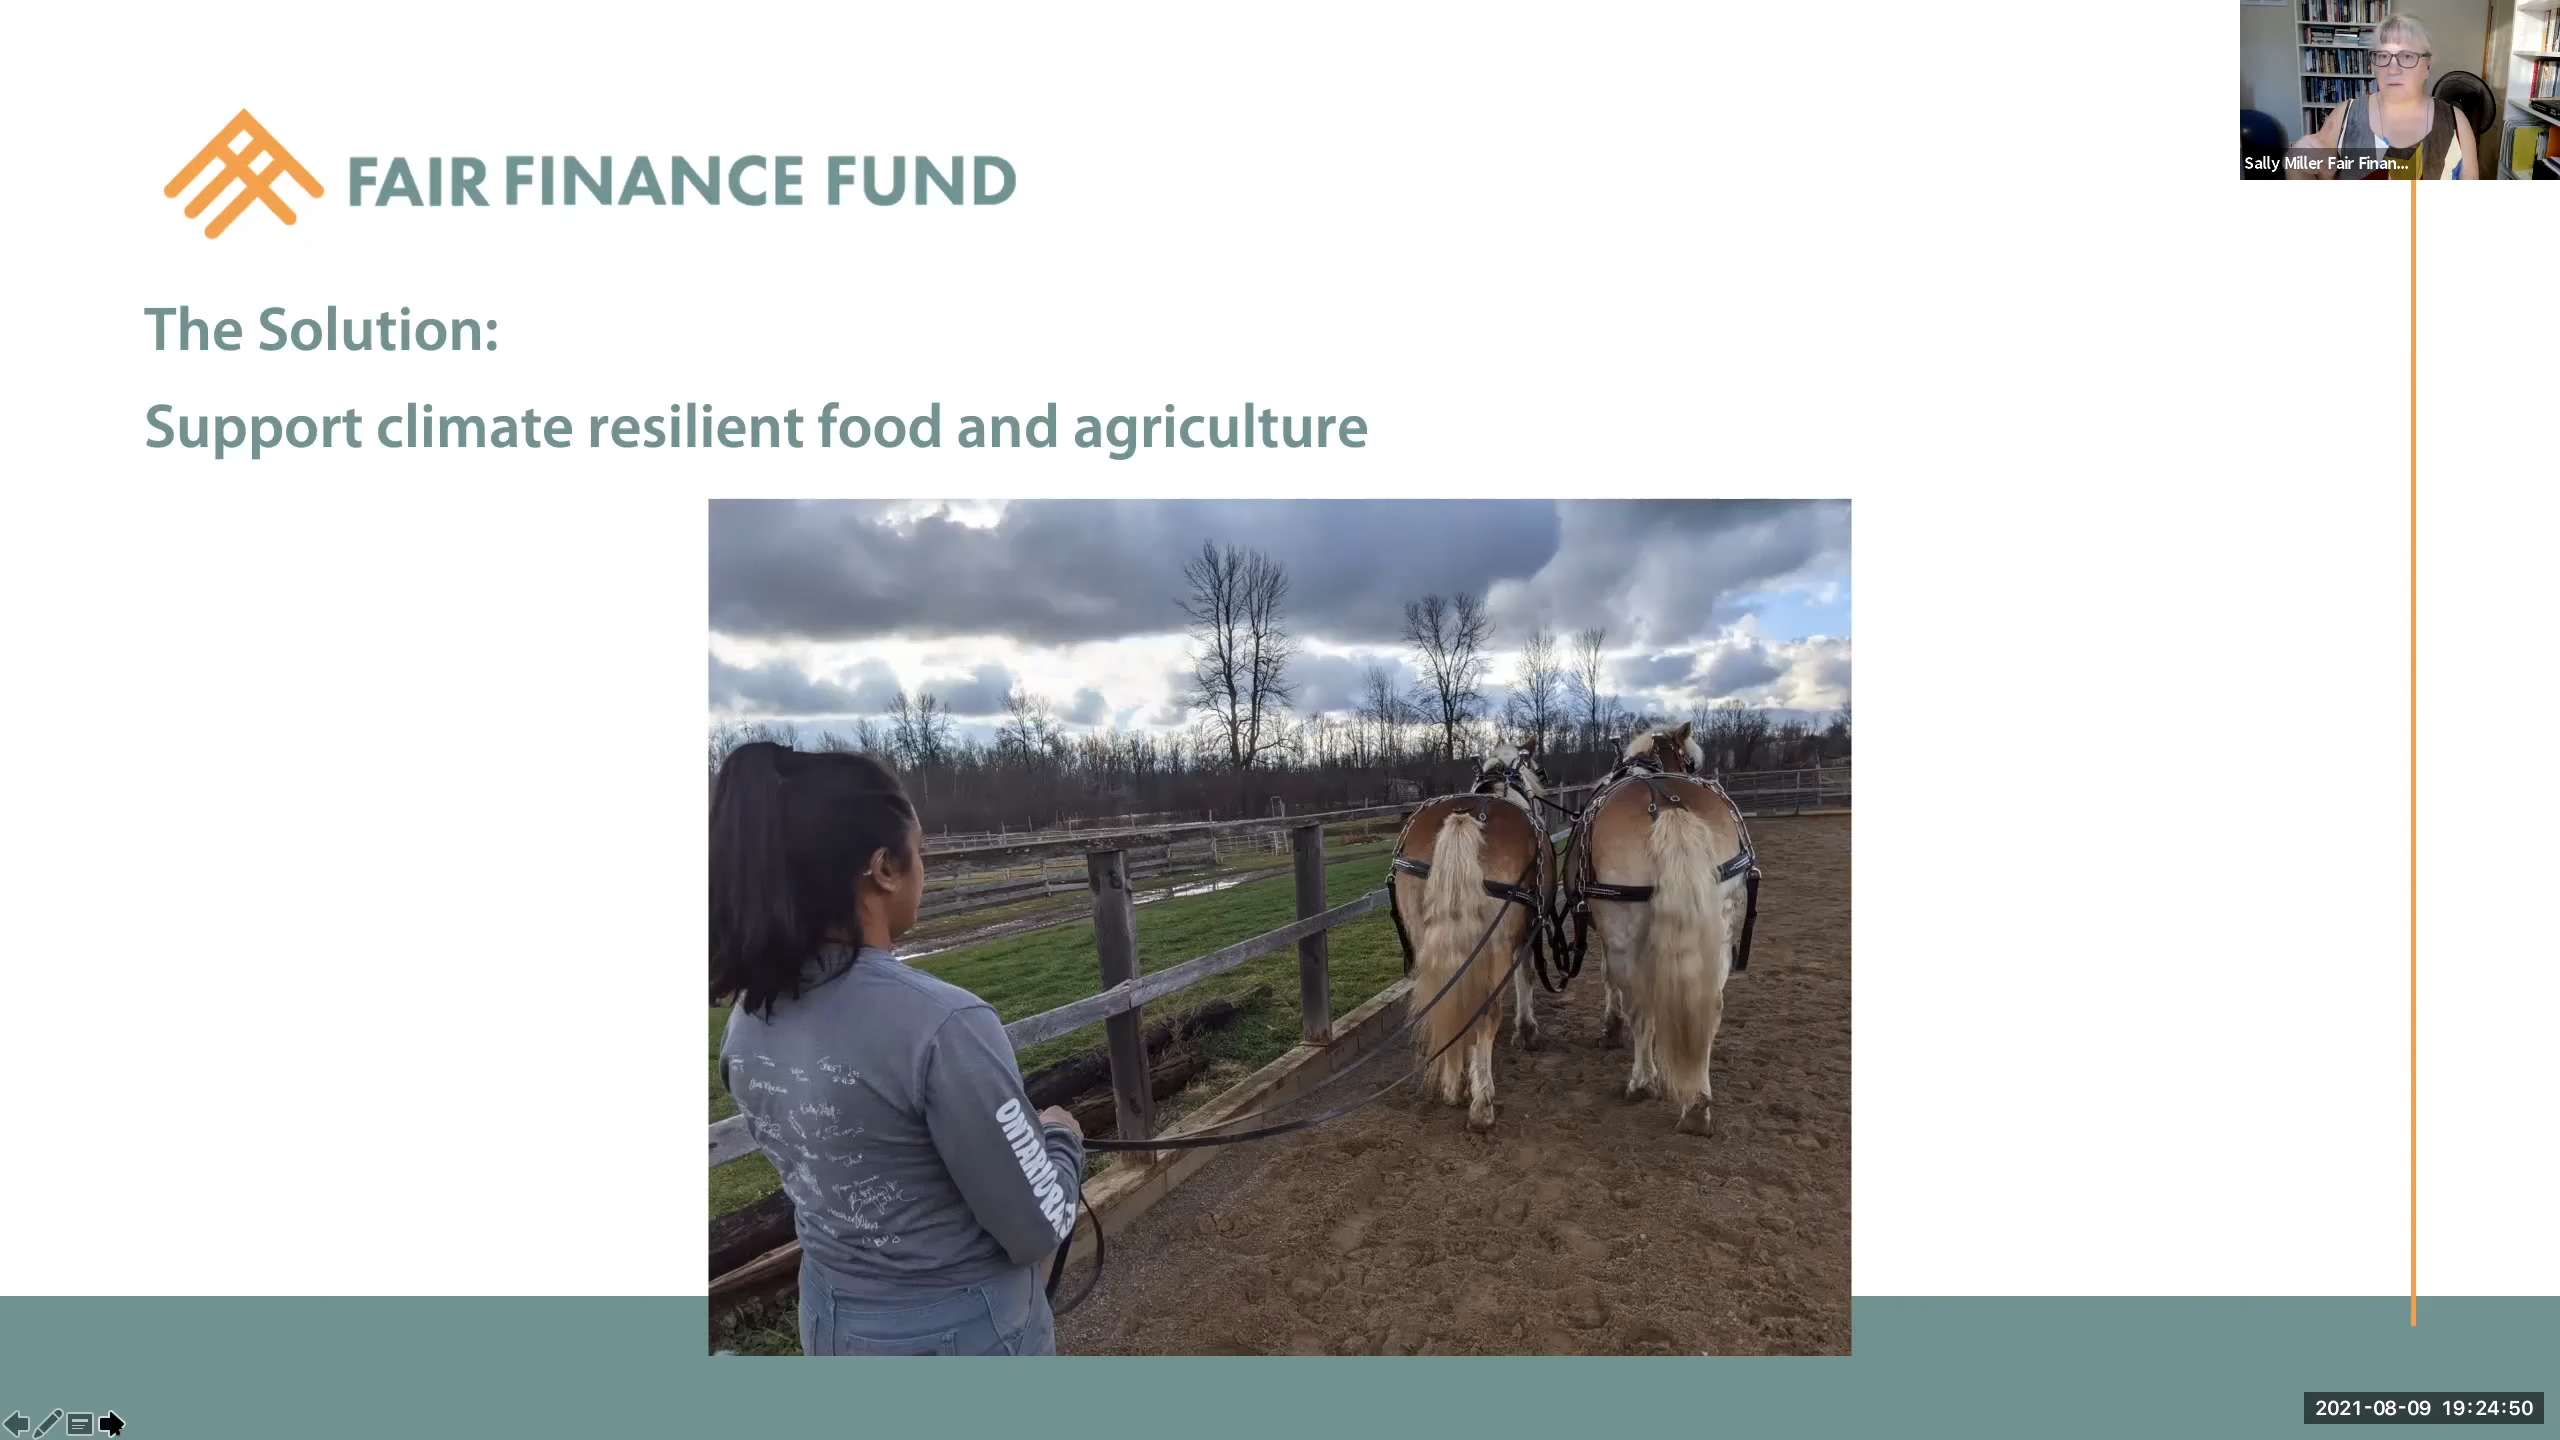 FAIR FINANCE FUND
Sally Miller Fair Finan...
The Solution:
Support climate resilient food and agriculture
2021-08-09 19:24:50